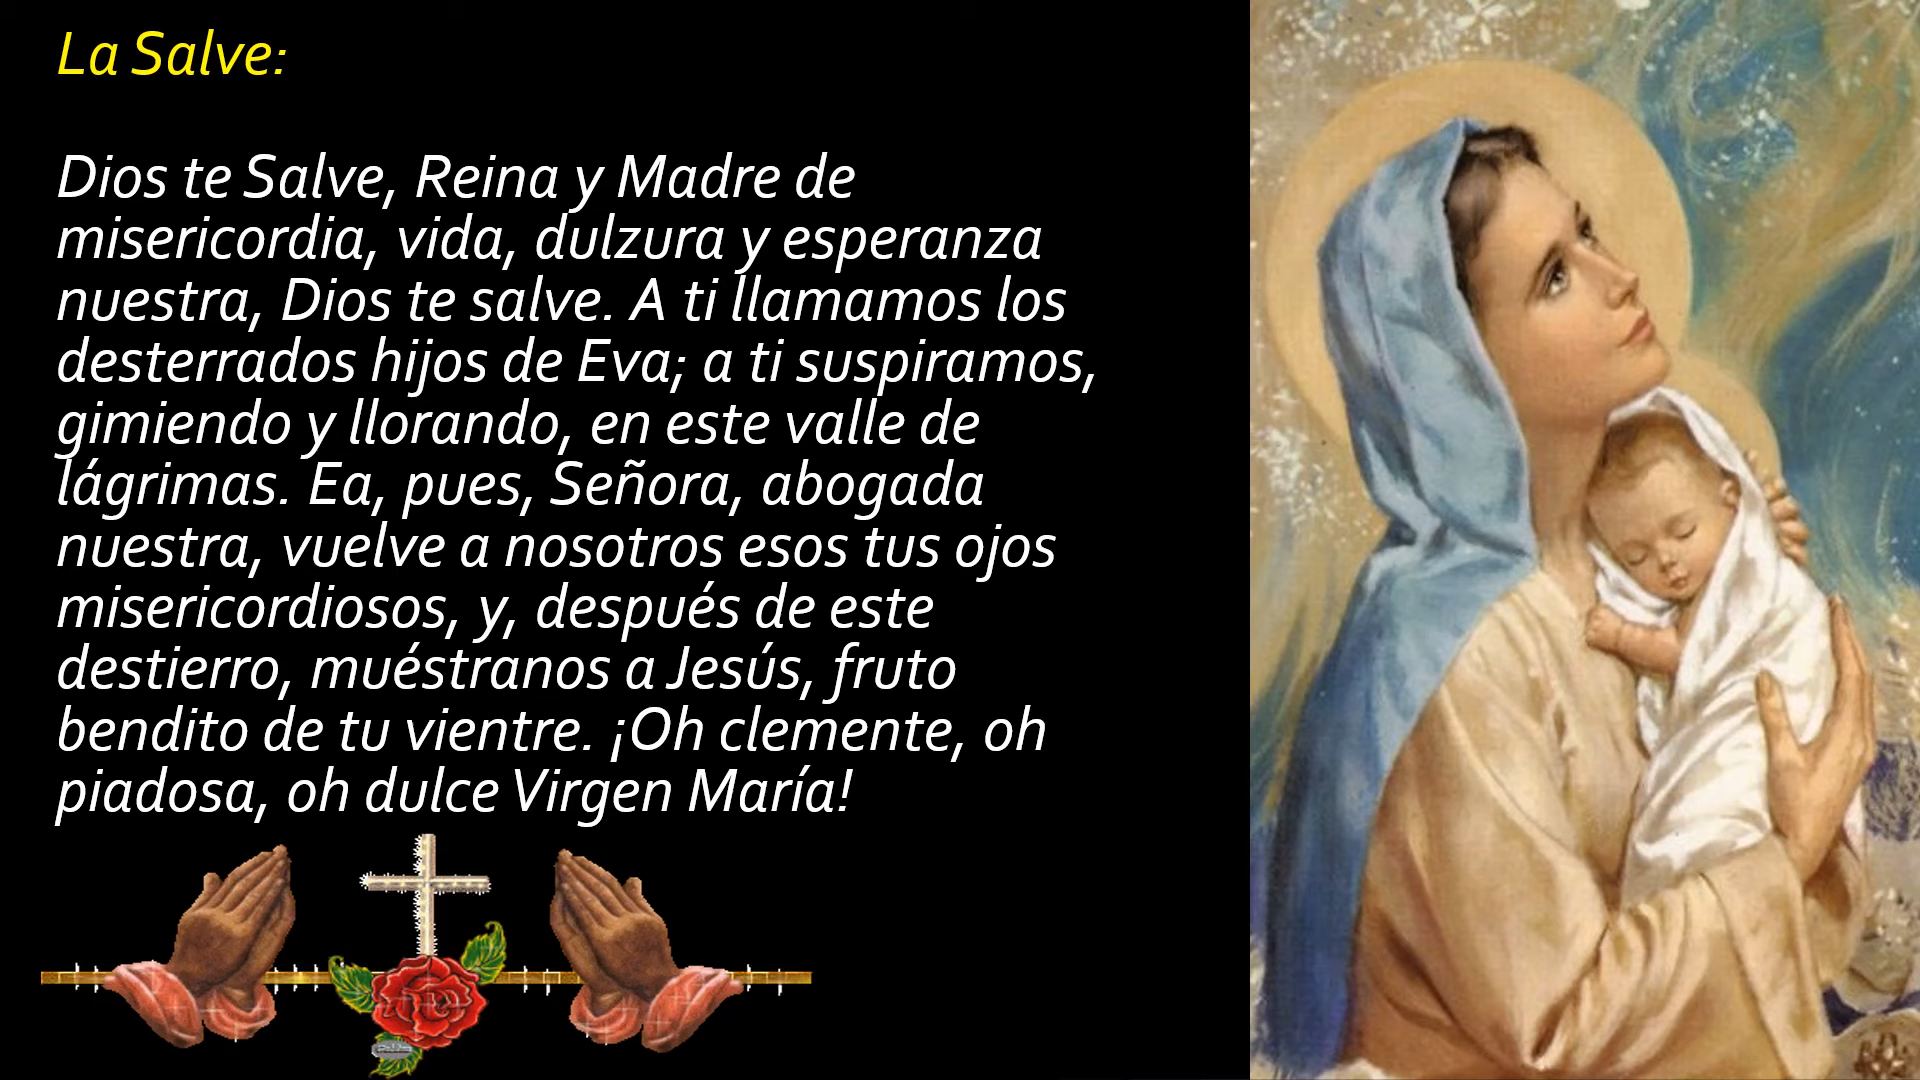 La Salve:
Dios te Salve, Reina y Madre de
misericordia, vida, dulzura y esperanza
nuestra, Dios te salve. A ti llamamos los
desterrados hijos de Eva; a ti suspiramos,
gimiendo y llorando, en este valle de
lágrimas. Ea, pues, Señora, abogada
nuestra, vuelve a nosotros esos tus ojos
misericordiosos, y, después de este
destierro, muéstranos a Jesús, fruto
bendito de tu vientre. ¡Oh clemente, oh
piadosa, oh dulce Virgen María!